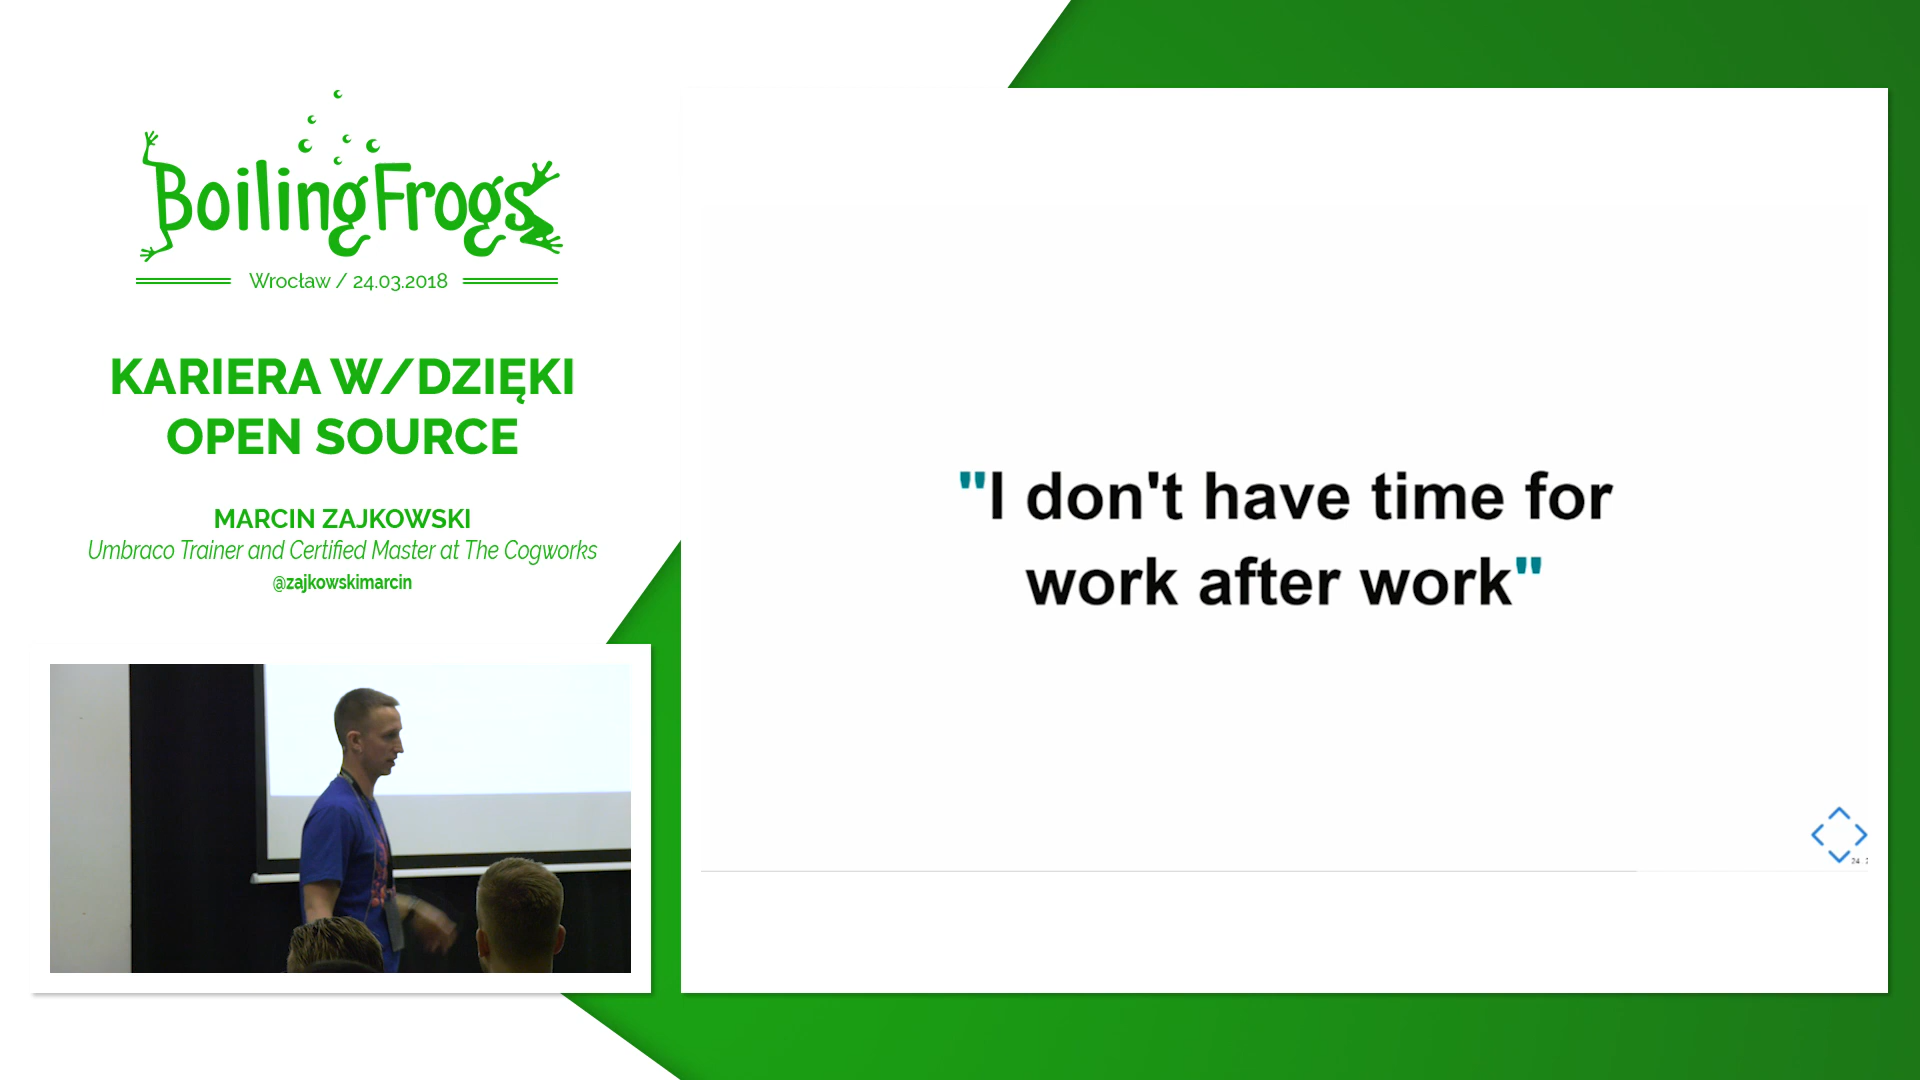 BoilingFrogs
Wrocław / 24.03.2018
KARIERA W/DZIĘKI
OPEN SOURCE
MARCIN ZAJKOWSKI
Umbraco Trainer and Certified Master at The Cogworks
@zajkowskimarcin
"I don't have time for
work after work"